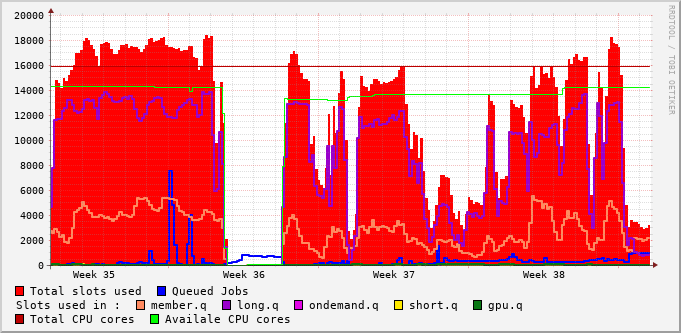 20000
18000
16000
14000
12000
10000
8000
6000
4000
2000
0
Week 35 Week 36 Week 37 Week 38
RRDTOOL / TOBI OETIKER
Total slots used Queued Jobs
Slots used in : member.q long.q ondemand.q short.q gpu.q
Total CPU cores Availale CPU cores